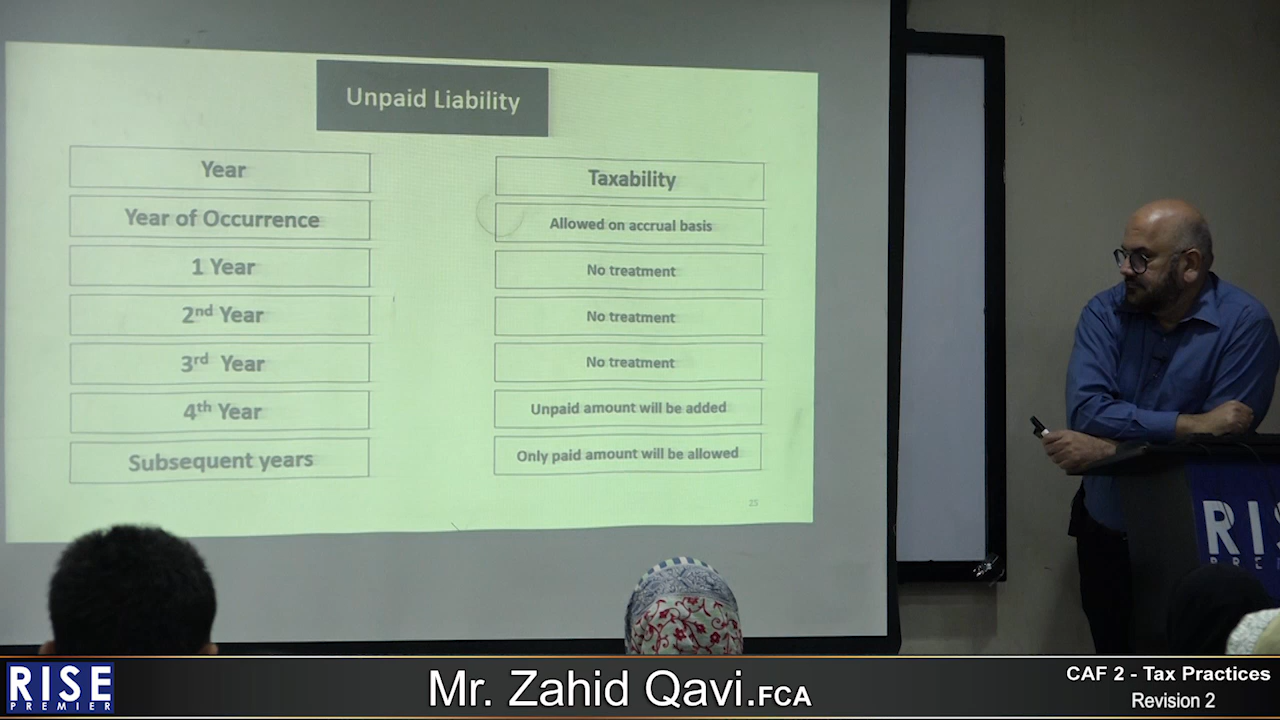 Unpaid Liability
Year
Taxability
Year of Occurrence
Allowed on accrual basis
1 Year
No treatment
2nd Year
No treatment
3rd Year
No treatment
4th Year
Unpaid amount will be added
Subsequent years
Only paid amount will be allowed
25
RISE
PREMIER
Mr. Zahid Qavi.FCA
CAF 2 - Tax Practices
Revision 2